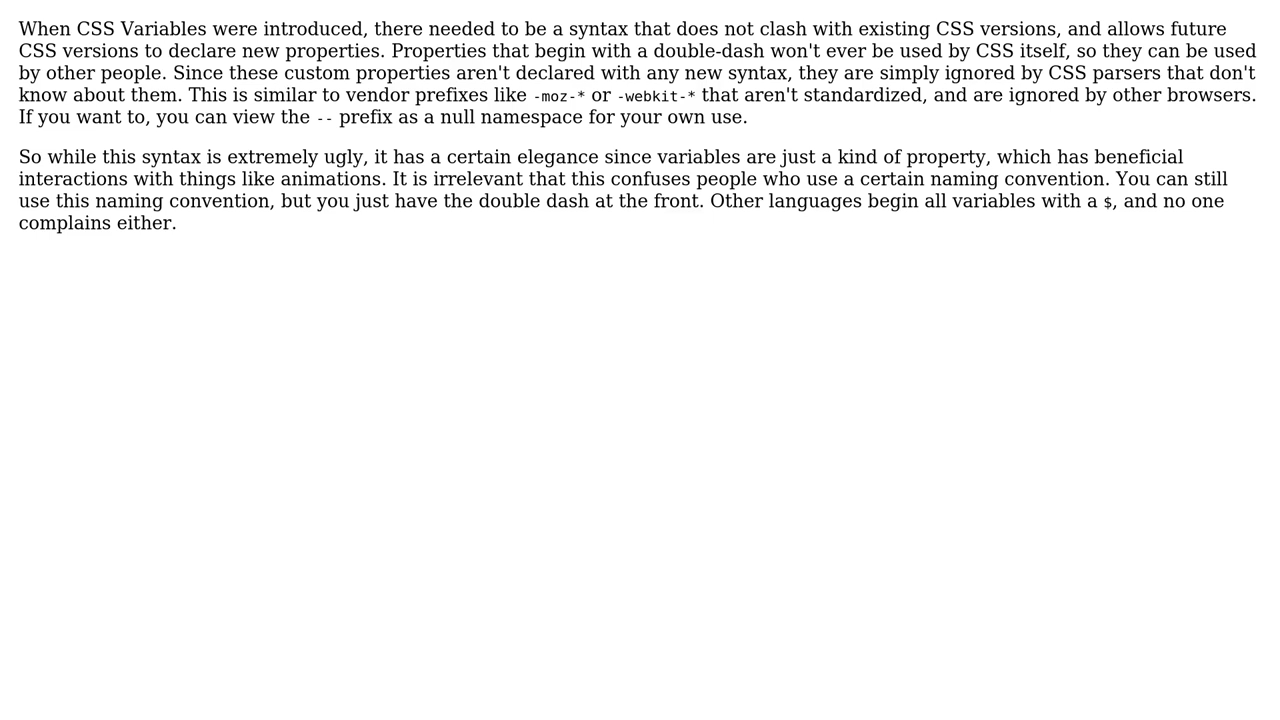 When CSS Variables were introduced, there needed to be a syntax that does not clash with existing CSS versions, and allows future
CSS versions to declare new properties. Properties that begin with a double-dash won't ever be used by CSS itself, so they can be used
by other people. Since these custom properties aren't declared with any new syntax, they are simply ignored by CSS parsers that don't
know about them. This is similar to vendor prefixes like -moz-* or -webkit-* that aren't standardized, and are ignored by other browsers.
If you want to, you can view the -- prefix as a null namespace for your own use.
So while this syntax is extremely ugly, it has a certain elegance since variables are just a kind of property, which has beneficial
interactions with things like animations. It is irrelevant that this confuses people who use a certain naming convention. You can still
use this naming convention, but you just have the double dash at the front. Other languages begin all variables with a $, and no one
complains either.